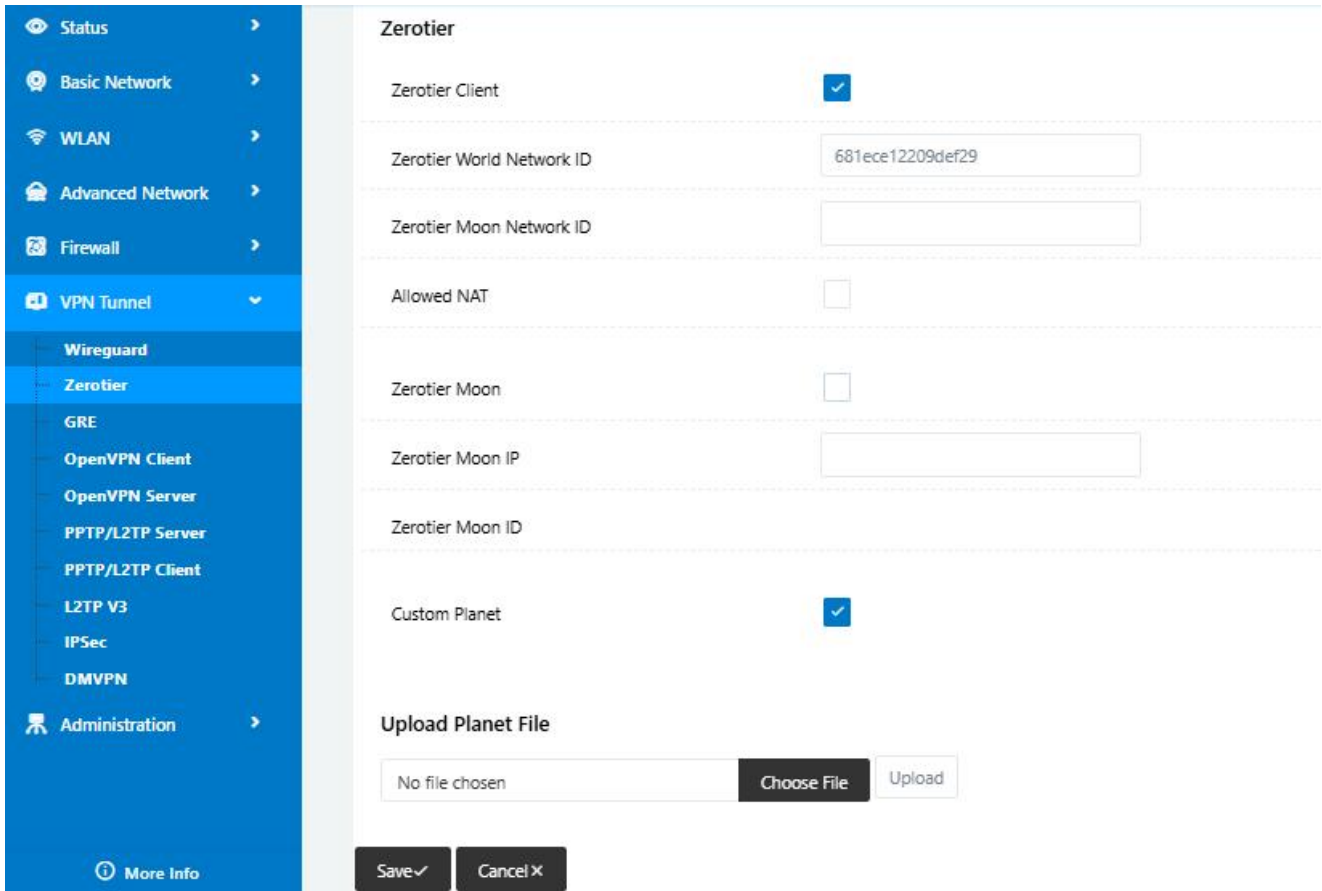 Status
Basic Network
WLAN
Advanced Network
Firewall
VPN Tunnel
Wireguard
Zerotier
GRE
OpenVPN Client
OpenVPN Server
PPTP/L2TP Server
PPTP/L2TP Client
L2TP V3
IPSec
DMVPN
Administration
More Info
Zerotier
Zerotier Client
Zerotier World Network ID 681ece12209def29
Zerotier Moon Network ID
Allowed NAT
Zerotier Moon
Zerotier Moon IP
Zerotier Moon ID
Custom Planet
Upload Planet File
No file chosen Choose File Upload
Save Cancel